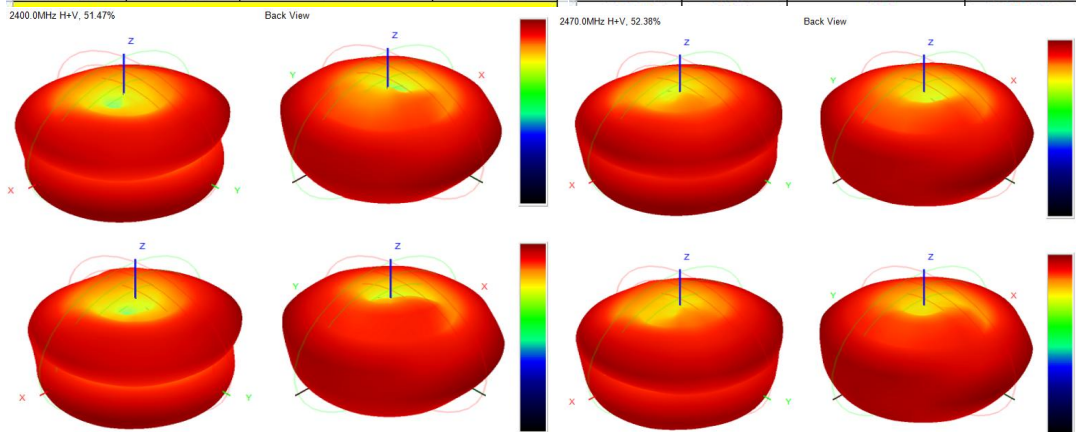 2400.0MHz H+V, 51.47%
Back View
2470.0MHz H+V, 52.38%
Back View
Z
X
Y
Z
Y
X
Z
X
Y
Z
Y
X
Z
X
Y
Z
Y
X
Z
X
Y
Z
Y
X